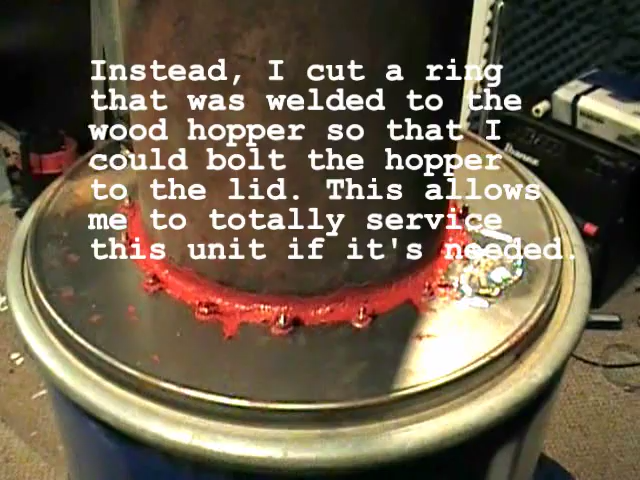 Instead, I cut a ring
that was welded to the
wood hopper so that I
could bolt the hopper
to the lid. This allows
me to totally service
this unit if it's needed.